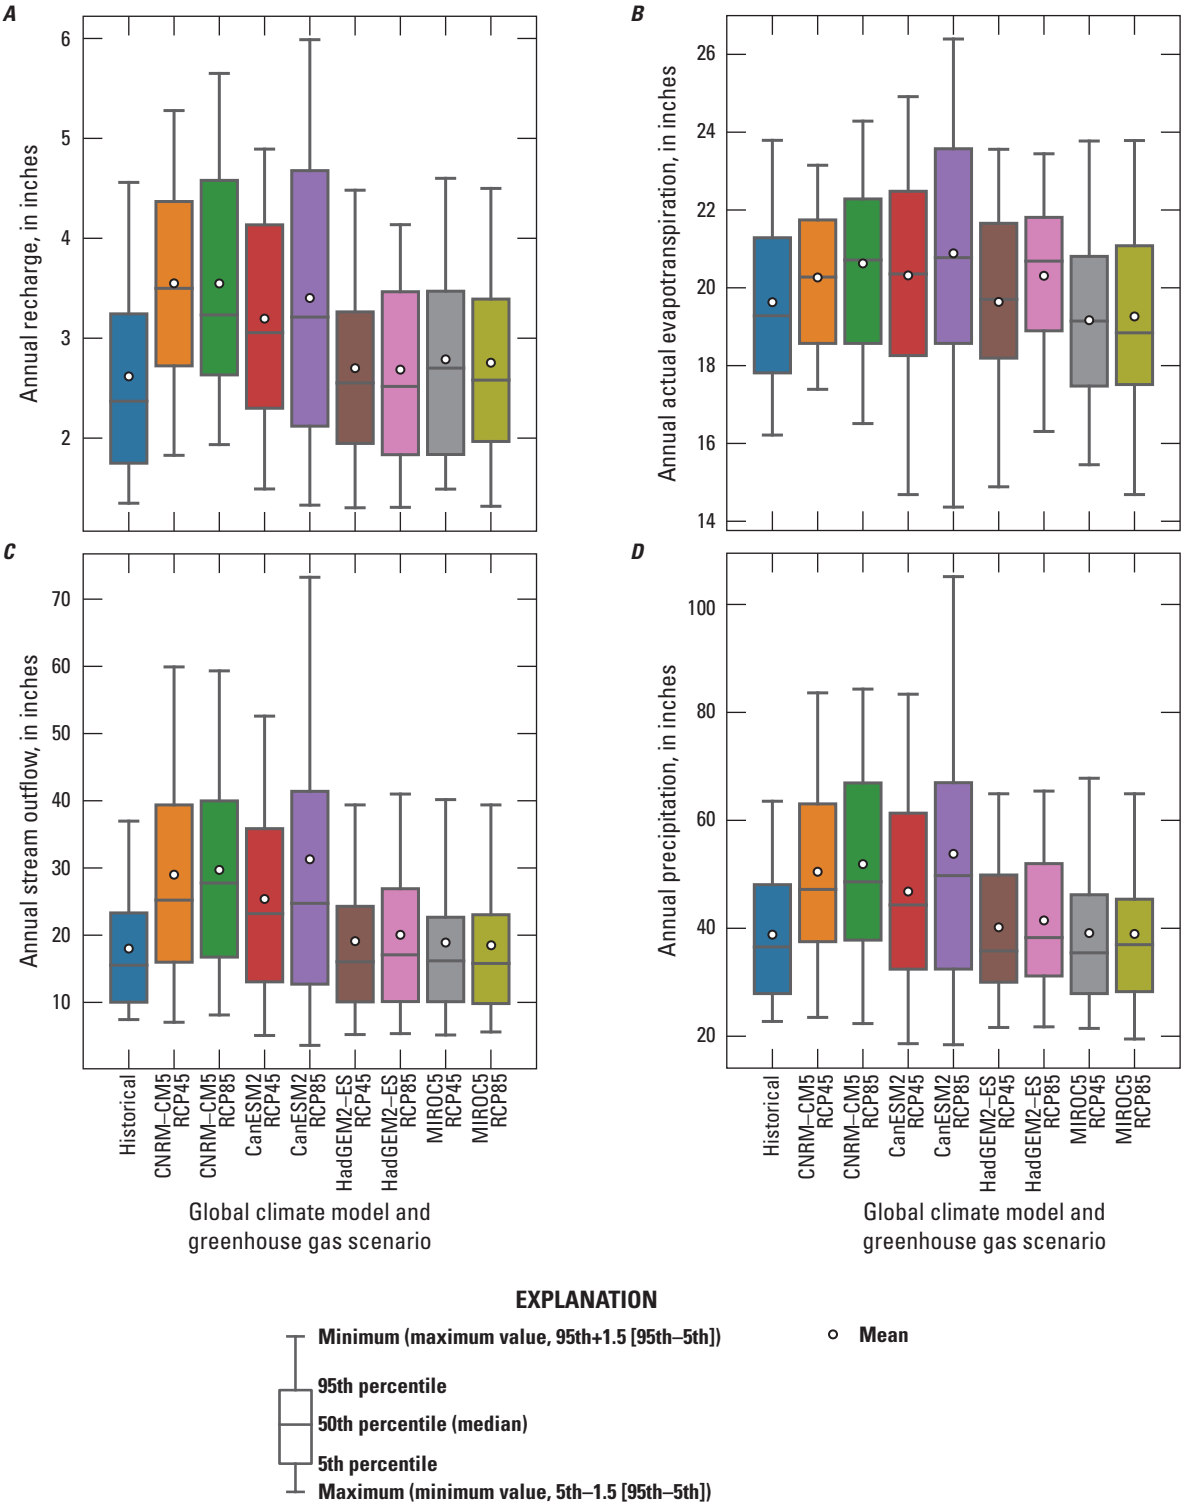 A
Annual recharge, in inches
6
5
4
3
2
B
Annual actual evapotranspiration, in inches
26
24
22
20
18
16
14
C
Annual stream outflow, in inches
70
60
50
40
30
20
10
Historical
CNRM–CM5
RCP45
CNRM–CM5
RCP85
CanESM2
RCP45
CanESM2
RCP85
HadGEM2–ES
RCP45
HadGEM2–ES
RCP85
MIROC5
RCP45
MIROC5
RCP85
Global climate model and
greenhouse gas scenario
D
Annual precipitation, in inches
100
80
60
40
20
Historical
CNRM–CM5
RCP45
CNRM–CM5
RCP85
CanESM2
RCP45
CanESM2
RCP85
HadGEM2–ES
RCP45
HadGEM2–ES
RCP85
MIROC5
RCP45
MIROC5
RCP85
Global climate model and
greenhouse gas scenario
EXPLANATION
Minimum (maximum value, 95th+1.5 [95th–5th])
95th percentile
50th percentile (median)
5th percentile
Maximum (minimum value, 5th–1.5 [95th–5th])
Mean